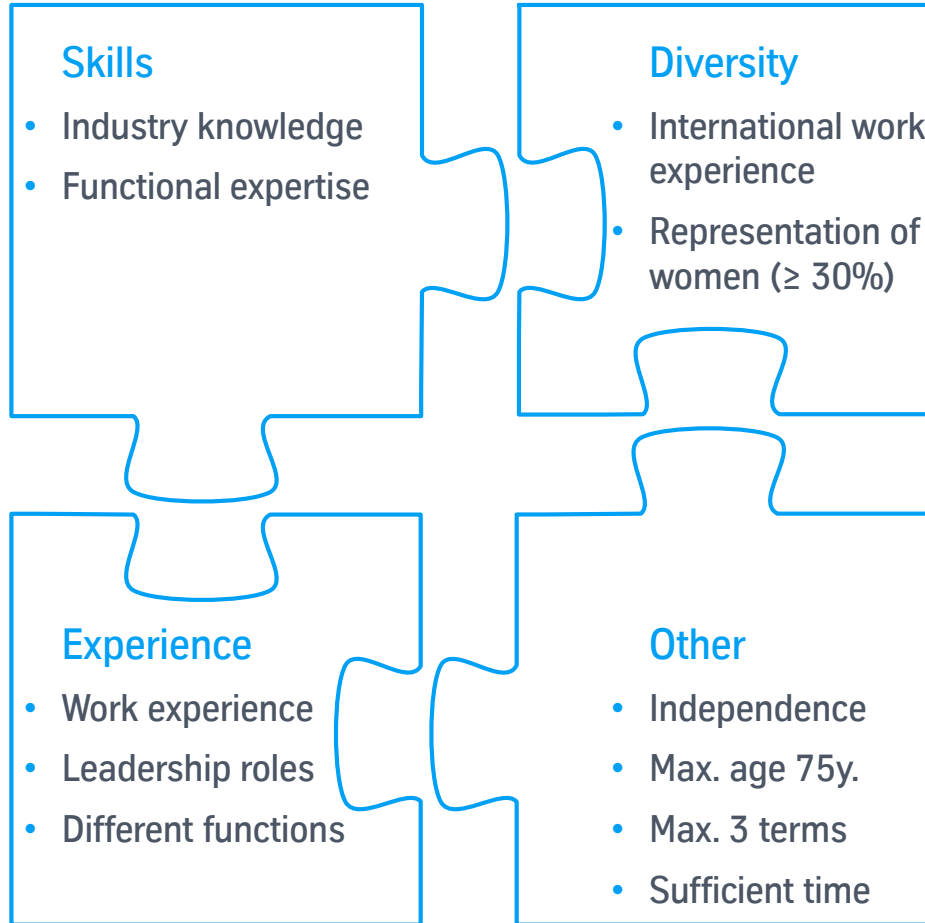 Skills
• Industry knowledge
• Functional expertise
Diversity
• International work
experience
• Representation of
women (≥ 30%)
Experience
• Work experience
• Leadership roles
• Different functions
Other
• Independence
• Max. age 75y.
• Max. 3 terms
• Sufficient time